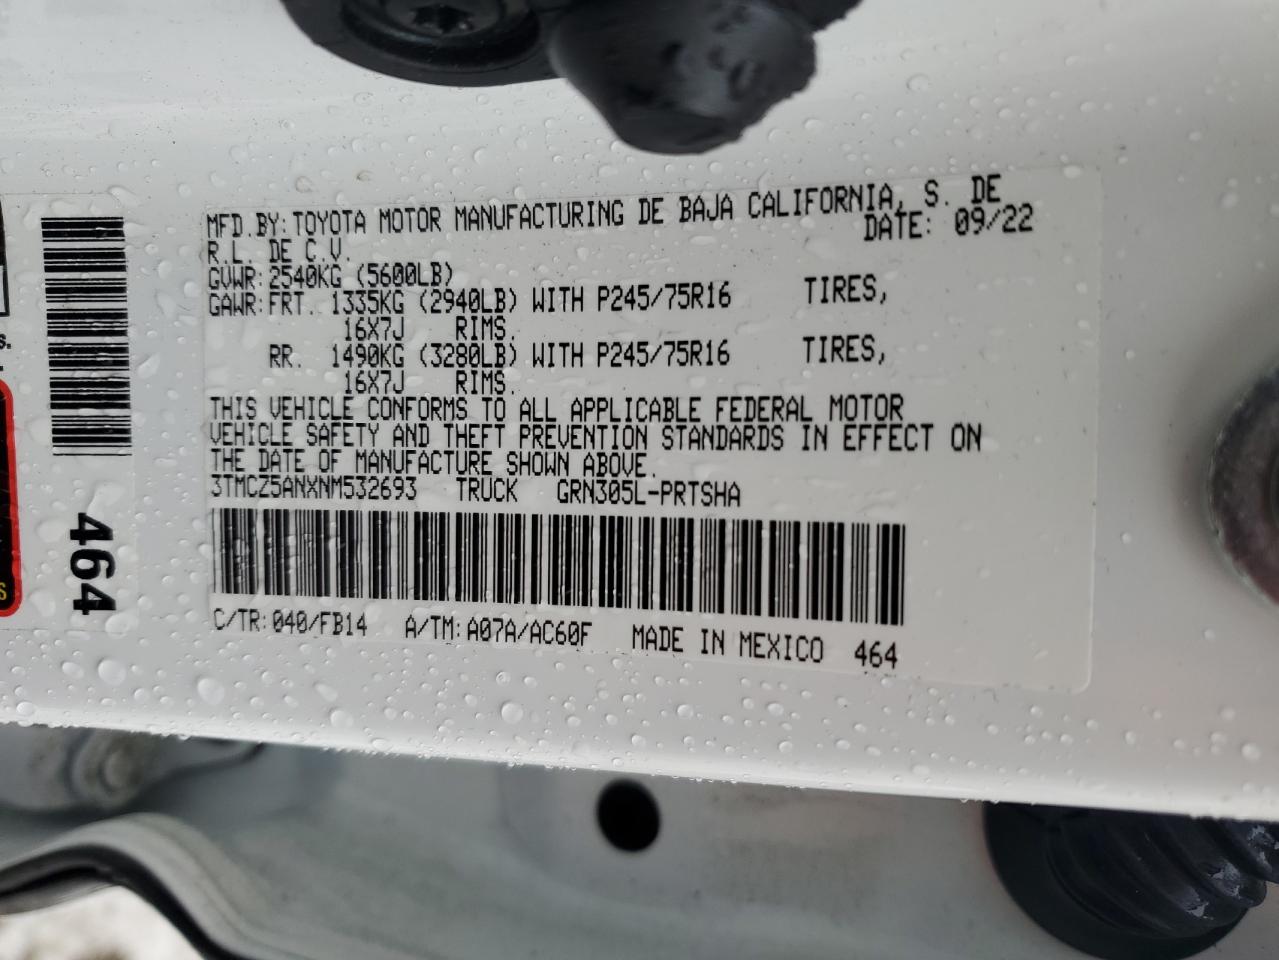 MFD.BY: TOYOTA MOTOR MANUFACTURING DE BAJA CALIFORNIA, S. DE
R.L. DE C.V. DATE: 09/22
GVWR: 2540KG (5600LB)
GAWR: FRT. 1335KG (2940LB) WITH P245/75R16 TIRES,
16X7J RIMS.
RR. 1490KG (3280LB) WITH P245/75R16 TIRES,
16X7J RIMS.
THIS VEHICLE CONFORMS TO ALL APPLICABLE FEDERAL MOTOR
VEHICLE SAFETY AND THEFT PREVENTION STANDARDS IN EFFECT ON
THE DATE OF MANUFACTURE SHOWN ABOVE.
3TMCZ5ANXNM532693 TRUCK GRN305L-PRTSHA
C/TR: 040/FB14 A/TM: A07A/AC60F MADE IN MEXICO 464
464